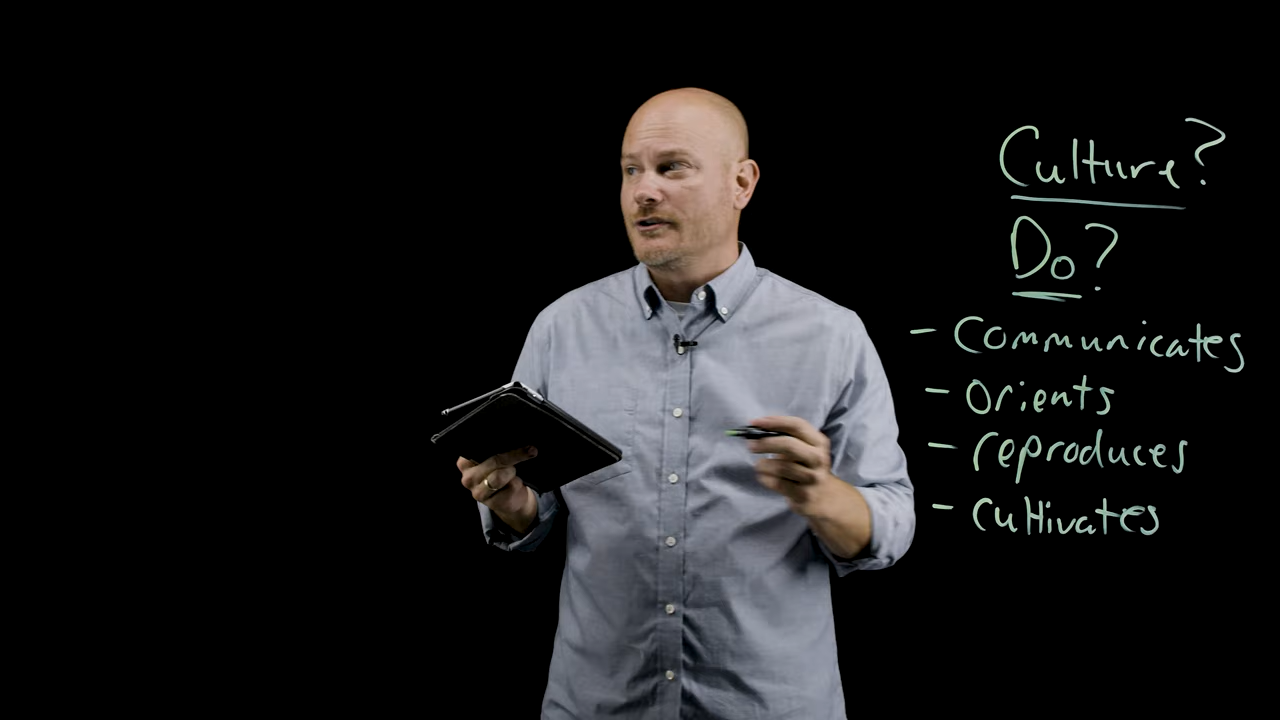 Culture?
Do?
- Communicates
- Orients
- reproduces
- cultivates